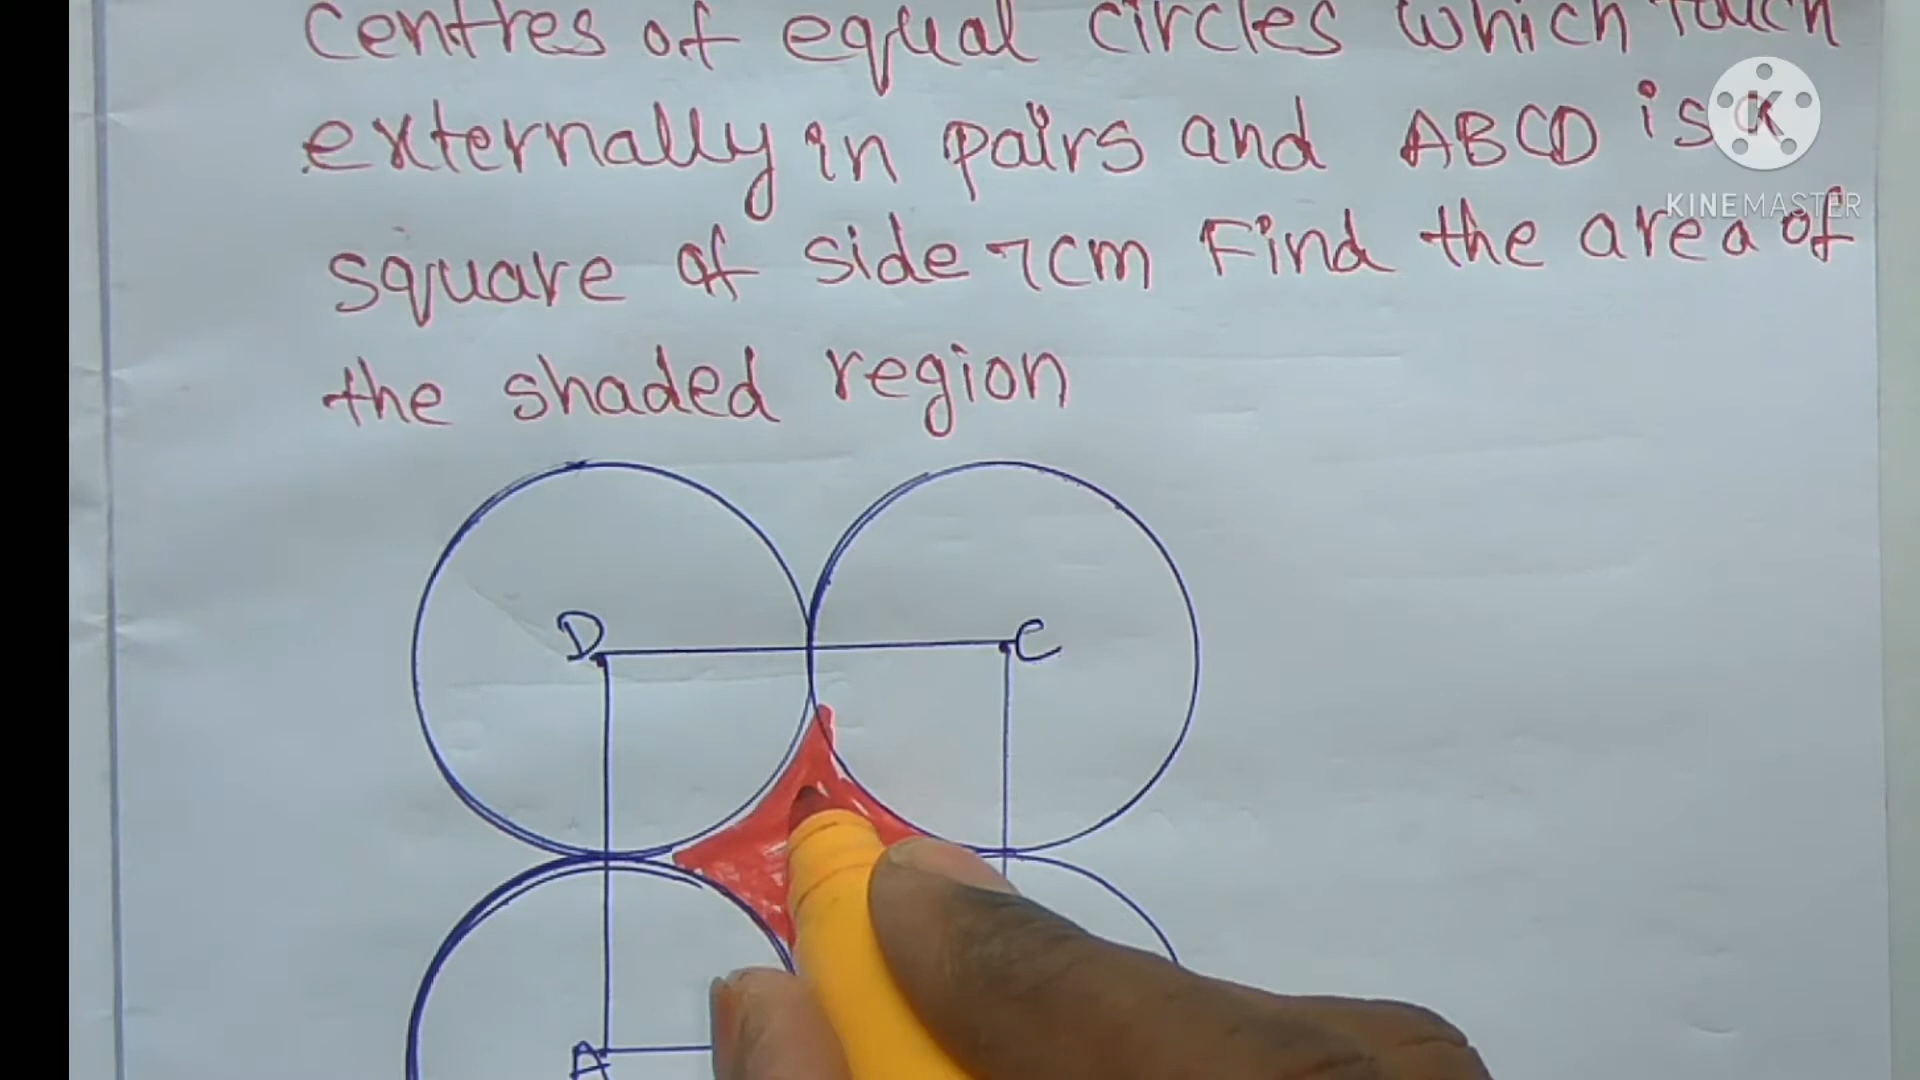 centres of equal circles which touch
externally in pairs and ABCD is a
square of side 7cm Find the area of
the shaded region
K
KINEMASTER
D
C
A